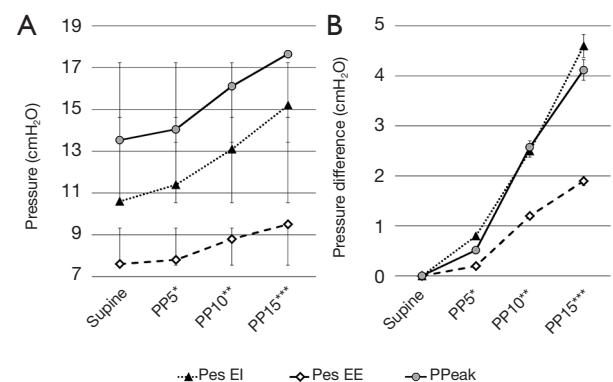 A
B
Pressure (cmH₂O)
19
17
15
13
11
9
7
Supine
PP5*
PP10**
PP15***
Pressure difference (cmH₂O)
5
4
3
2
1
0
Supine
PP5*
PP10**
PP15***
Pes EI
Pes EE
PPeak